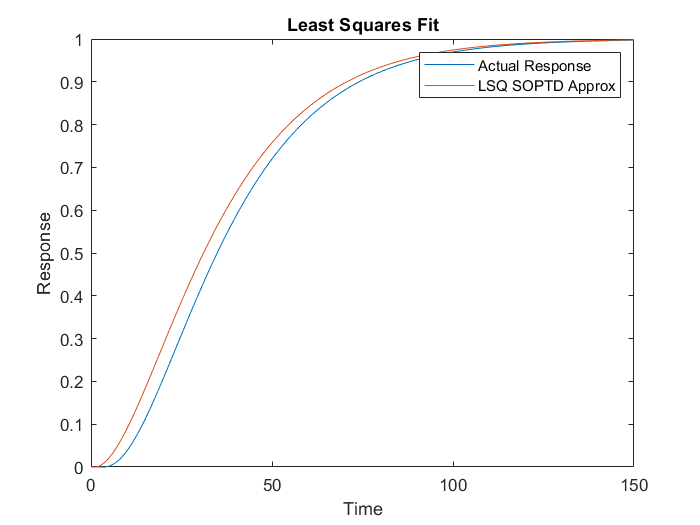 Least Squares Fit
Actual Response
LSQ SOPTD Approx
Response
1
0.9
0.8
0.7
0.6
0.5
0.4
0.3
0.2
0.1
0
0 50 100 150
Time